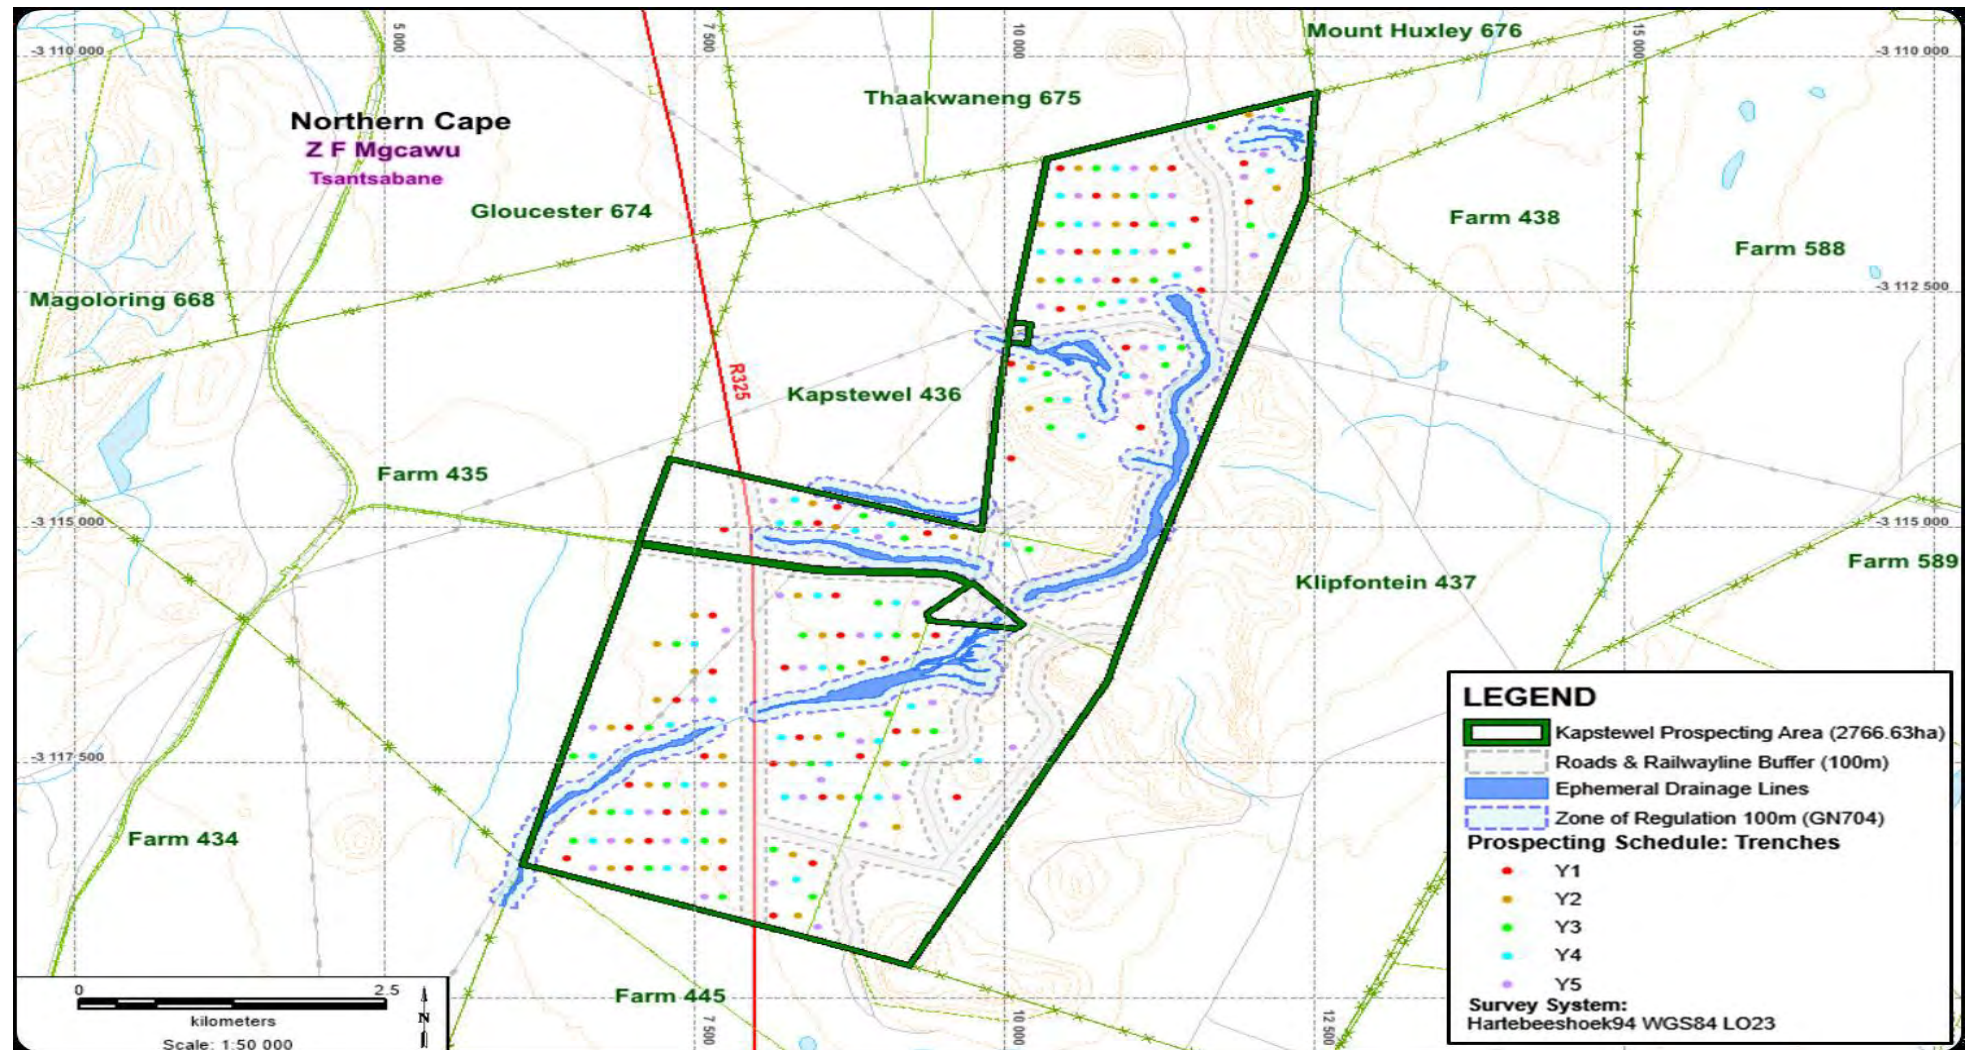 Mount Huxley 676
-3 110 000
5 000
7 500
10 000
15 000
-3 110 000
Thaakwaneng 675
Northern Cape
Z F Mgcawu
Tsantsabane
Gloucester 674
Farm 438
Farm 588
Magoloring 668
-3 112 500
R325
Kapstewel 436
Farm 435
-3 115 000
-3 115 000
Farm 589
Klipfontein 437
-3 117 500
Farm 434
Farm 445
7 500
10 000
12 500
0 2.5
kilometers
Scale: 1:50 000
N
LEGEND
Kapstewel Prospecting Area (2766.63ha)
Roads & Railwayline Buffer (100m)
Ephemeral Drainage Lines
Zone of Regulation 100m (GN704)
Prospecting Schedule: Trenches
Y1
Y2
Y3
Y4
Y5
Survey System:
Hartebeeshoek94 WGS84 LO23